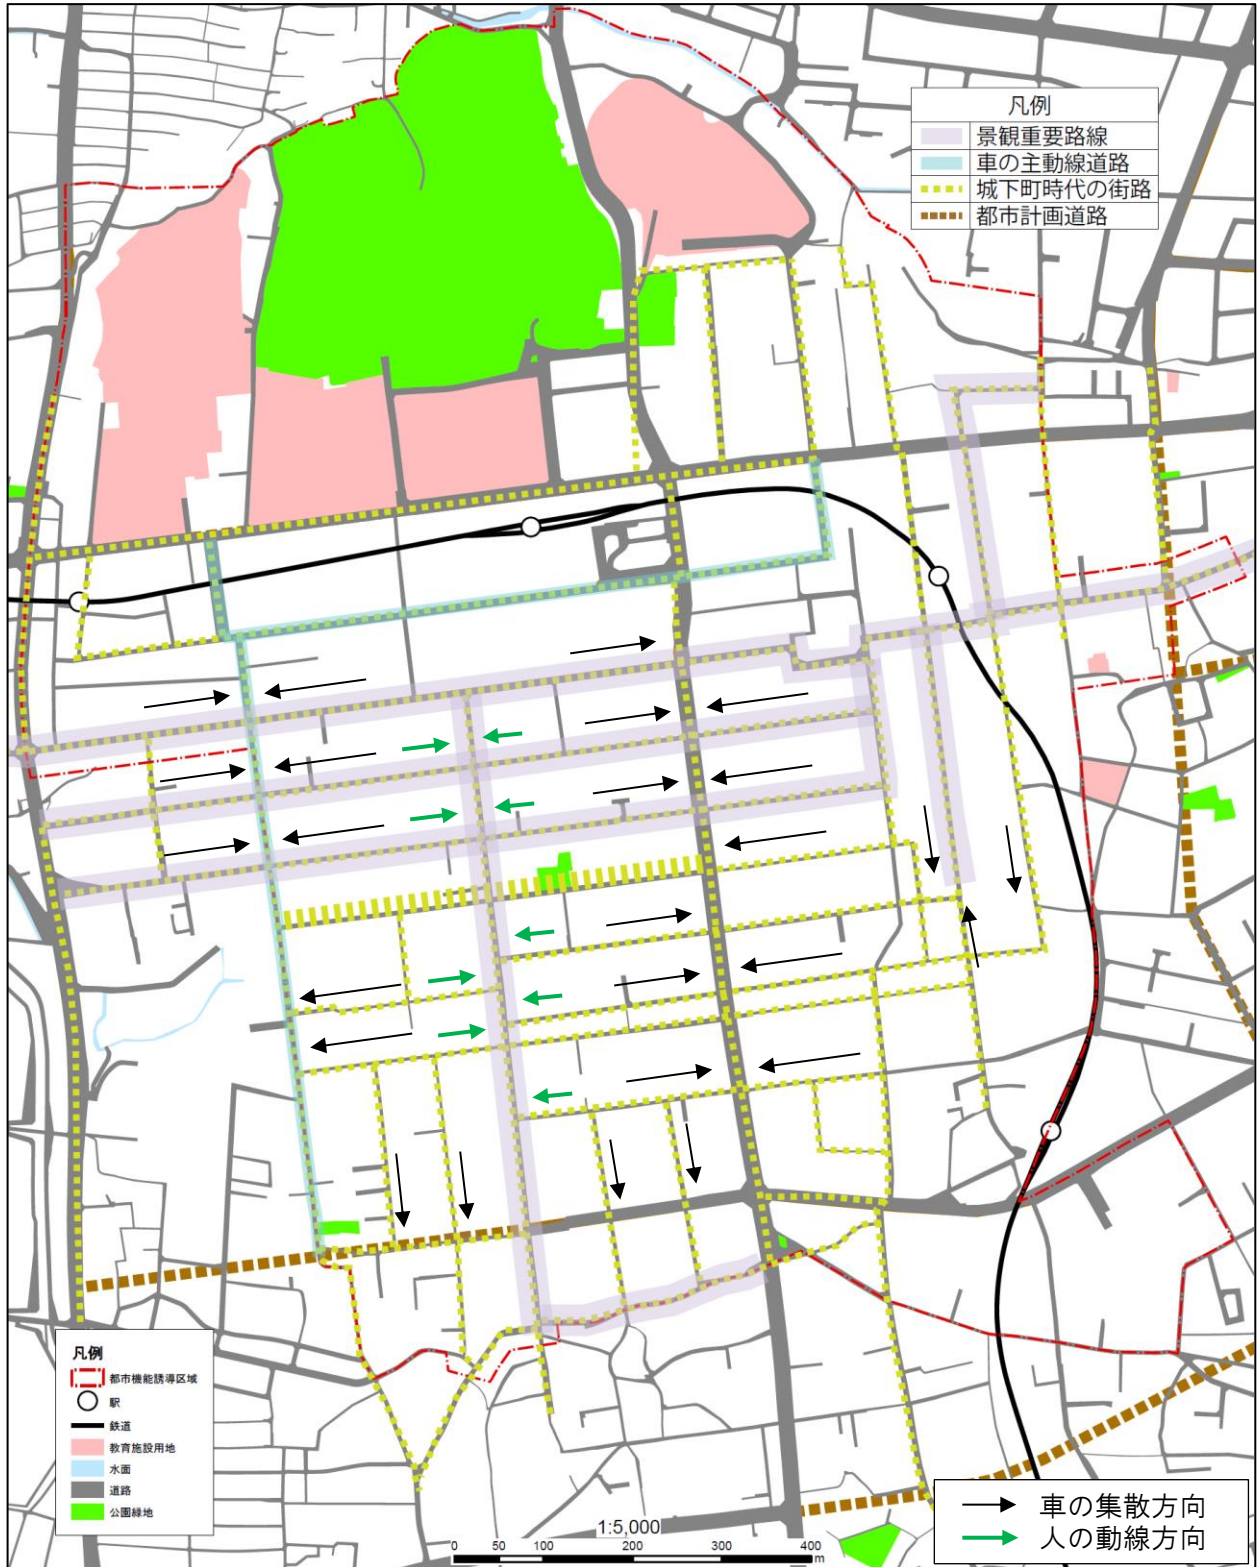 凡例
景観重要路線
車の主動線道路
城下町時代の街路
都市計画道路
凡例
都市機能誘導区域
駅
鉄道
教育施設用地
水面
道路
公園緑地
1:5,000
0 50 100 200 300 400
m
車の集散方向
人の動線方向